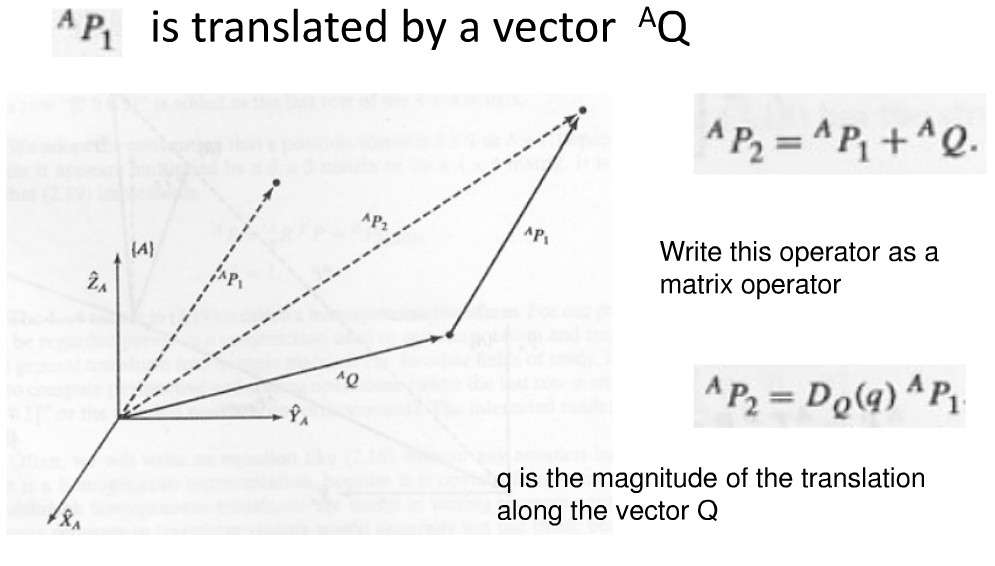 ᴬP₁ is translated by a vector ᴬQ
ᴬP₂ = ᴬP₁ + ᴬQ.
ᴬP₂
{A}
ᴬP₁
Ẑ_A
ᴬP₁
Write this operator as a
matrix operator
ᴬQ
Ŷ_A
ᴬP₂ = D_Q(q) ᴬP₁.
q is the magnitude of the translation
along the vector Q
X̂_A